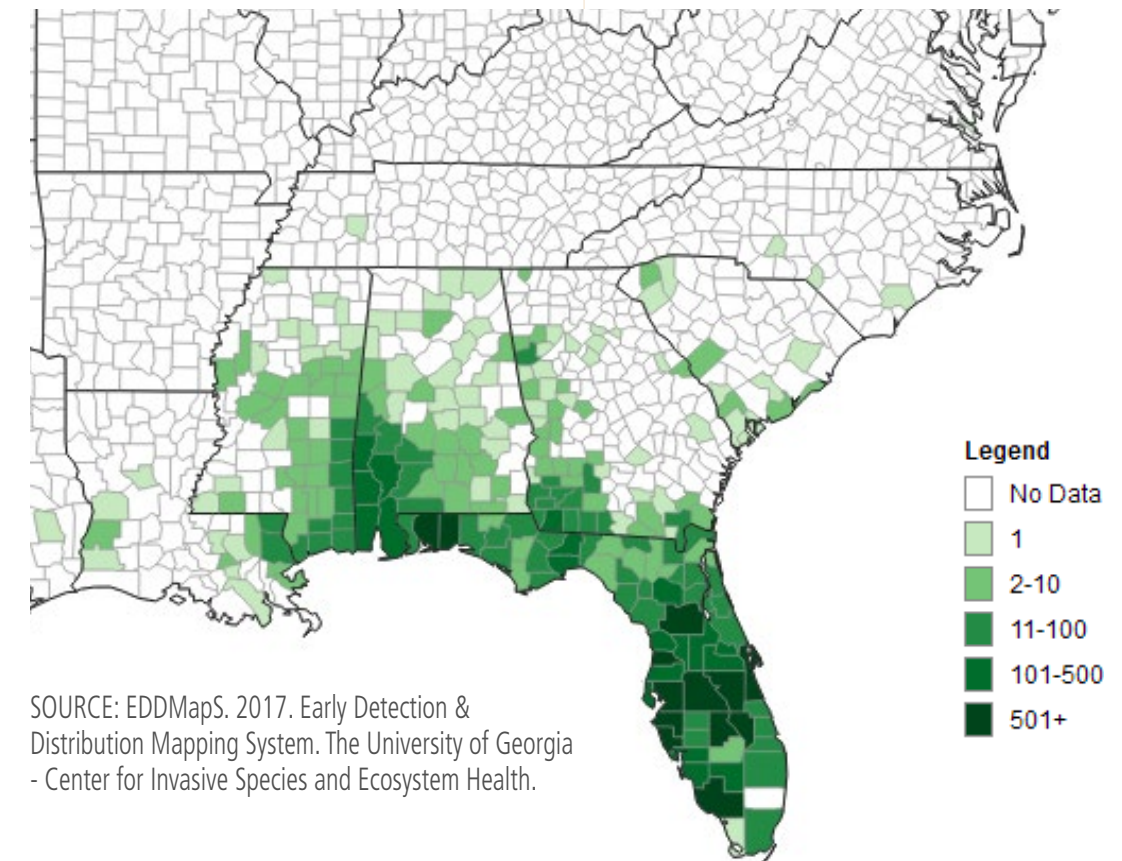 Legend
No Data
1
2-10
11-100
101-500
501+
SOURCE: EDDMapS. 2017. Early Detection &
Distribution Mapping System. The University of Georgia
- Center for Invasive Species and Ecosystem Health.